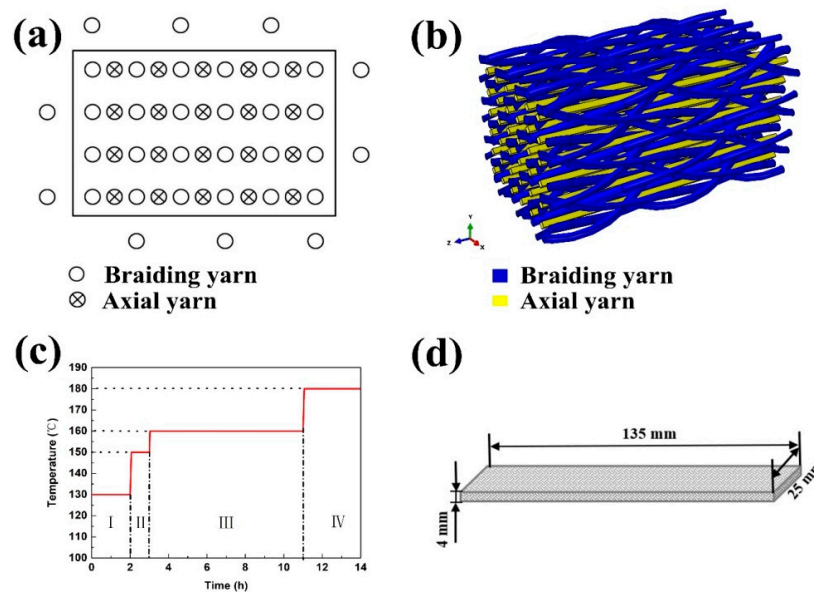 (a)
Braiding yarn
Axial yarn
(b)
Y
Z
X
Braiding yarn
Axial yarn
(c)
190
180
170
160
150
140
130
120
110
100
Temperature (℃)
I
II
III
IV
0
2
4
6
8
10
12
14
Time (h)
(d)
135 mm
25 mm
4 mm